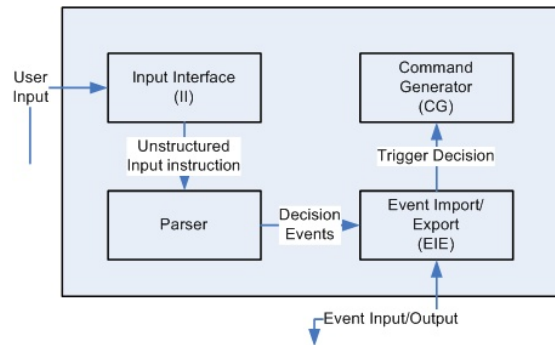 User
Input
Input Interface
(II)
Command
Generator
(CG)
Unstructured
Input instruction
Trigger Decision
Parser
Decision
Events
Event Import/
Export
(EIE)
Event Input/Output